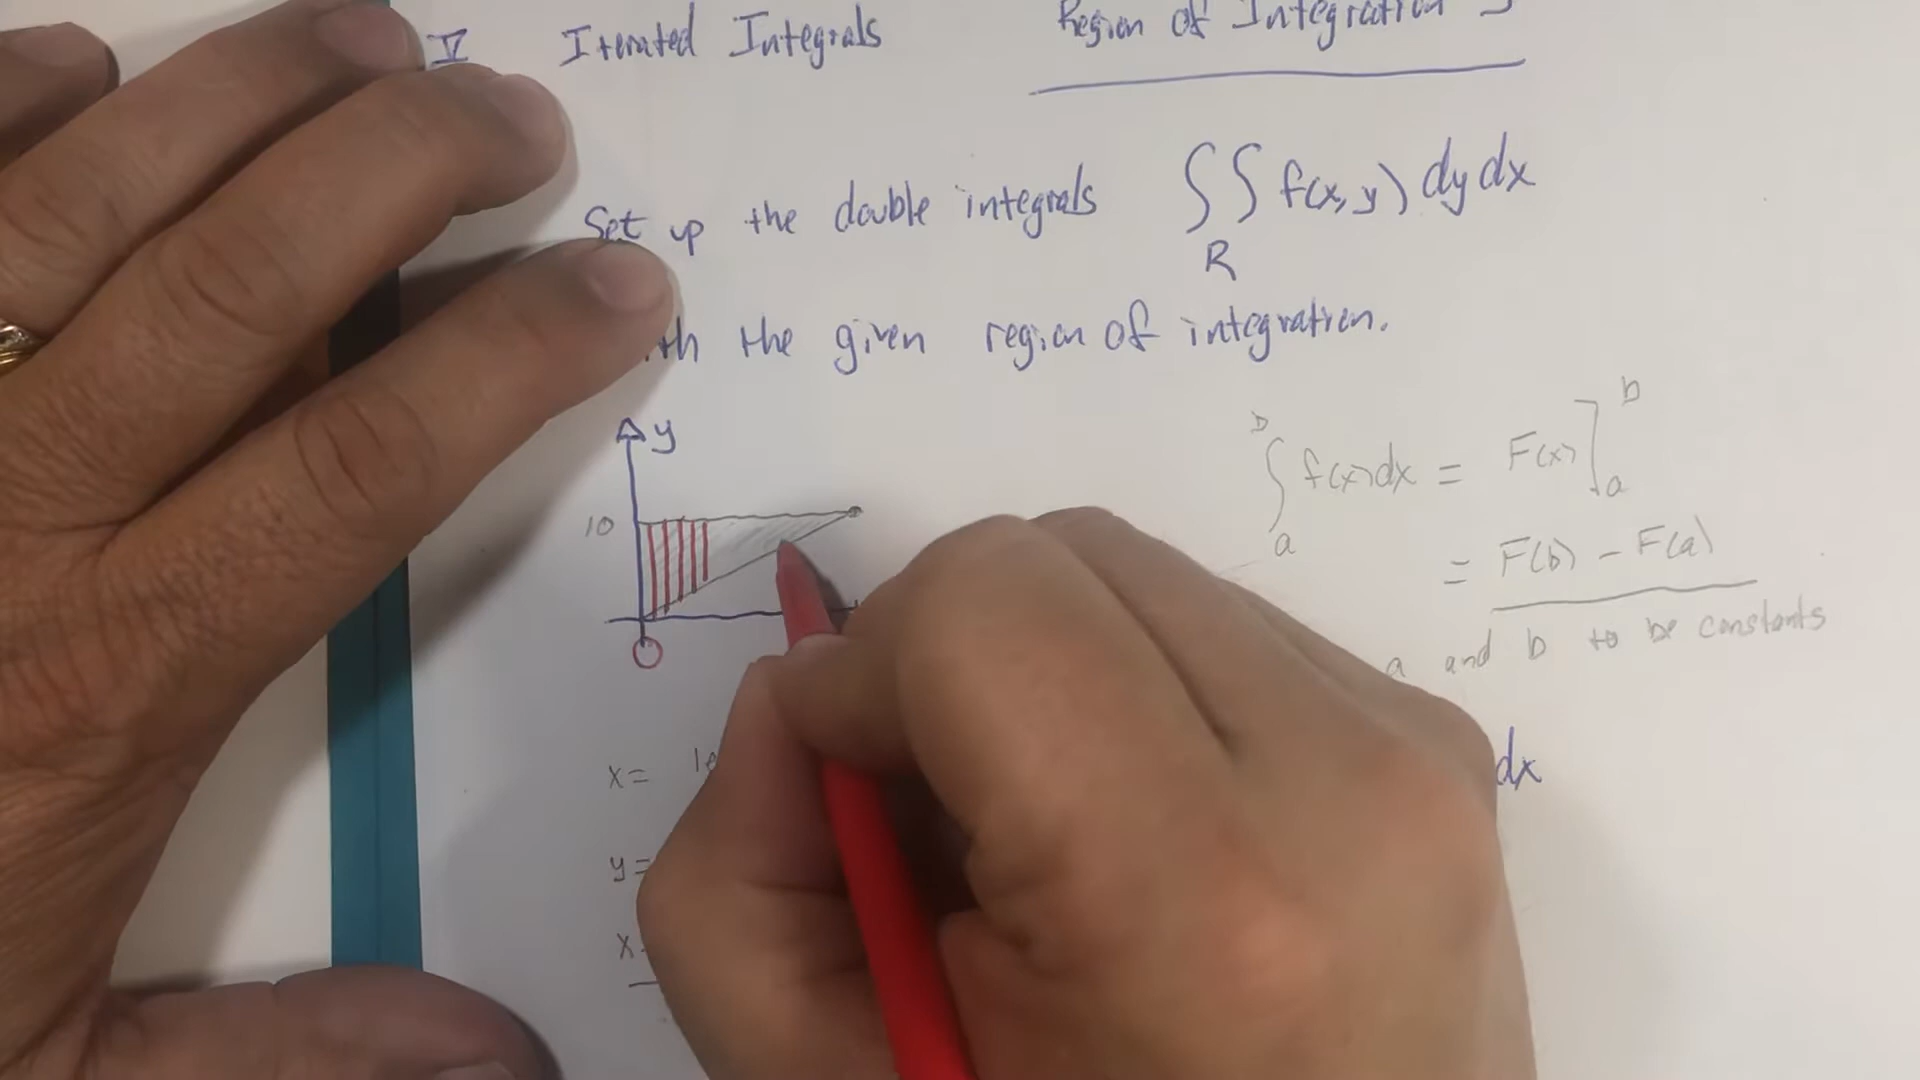 V Iterated Integrals
Region of Integration
Set up the double integrals ∫∫ f(x,y) dy dx
R
the given region of integration.
y
10
b
∫ f(x)dx = F(x)]
a
b
a
= F(b) - F(a)
a and b to be constants
x=
dx
y=
x